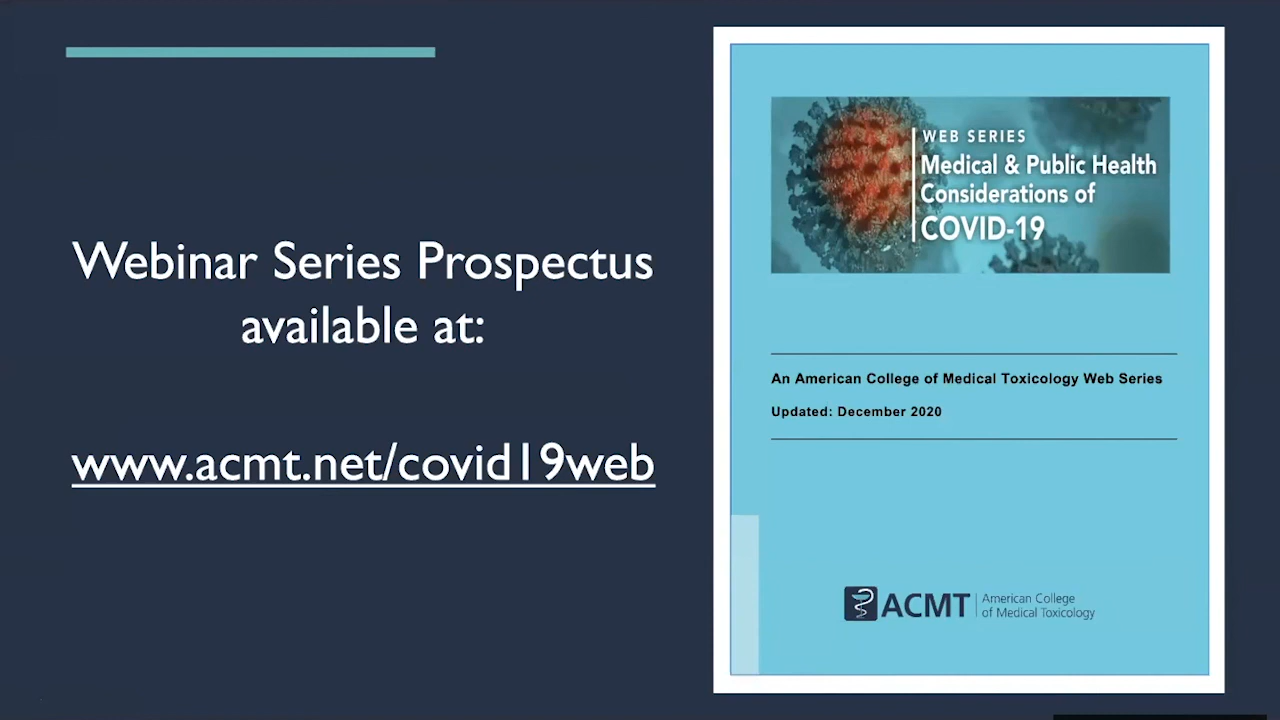 Webinar Series Prospectus
available at:
www.acmt.net/covid19web
WEB SERIES
Medical & Public Health
Considerations of
COVID-19
An American College of Medical Toxicology Web Series
Updated: December 2020
ACMT
American College
of Medical Toxicology